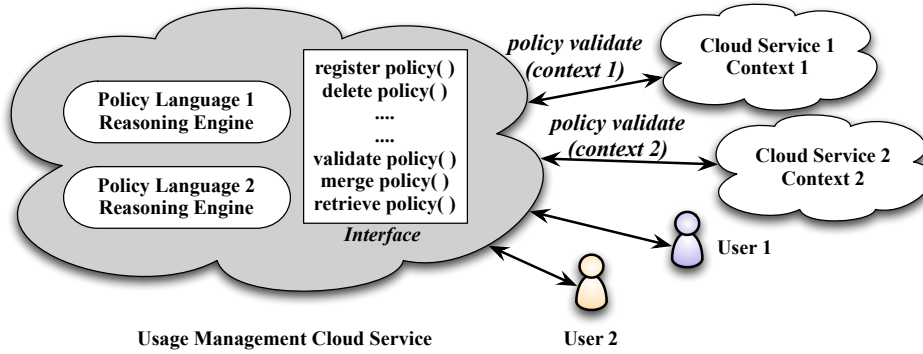 Policy Language 1
Reasoning Engine
Policy Language 2
Reasoning Engine
register policy( )
delete policy( )
....
....
validate policy( )
merge policy( )
retrieve policy( )
Interface
policy validate
(context 1)
Cloud Service 1
Context 1
policy validate
(context 2)
Cloud Service 2
Context 2
User 1
User 2
Usage Management Cloud Service